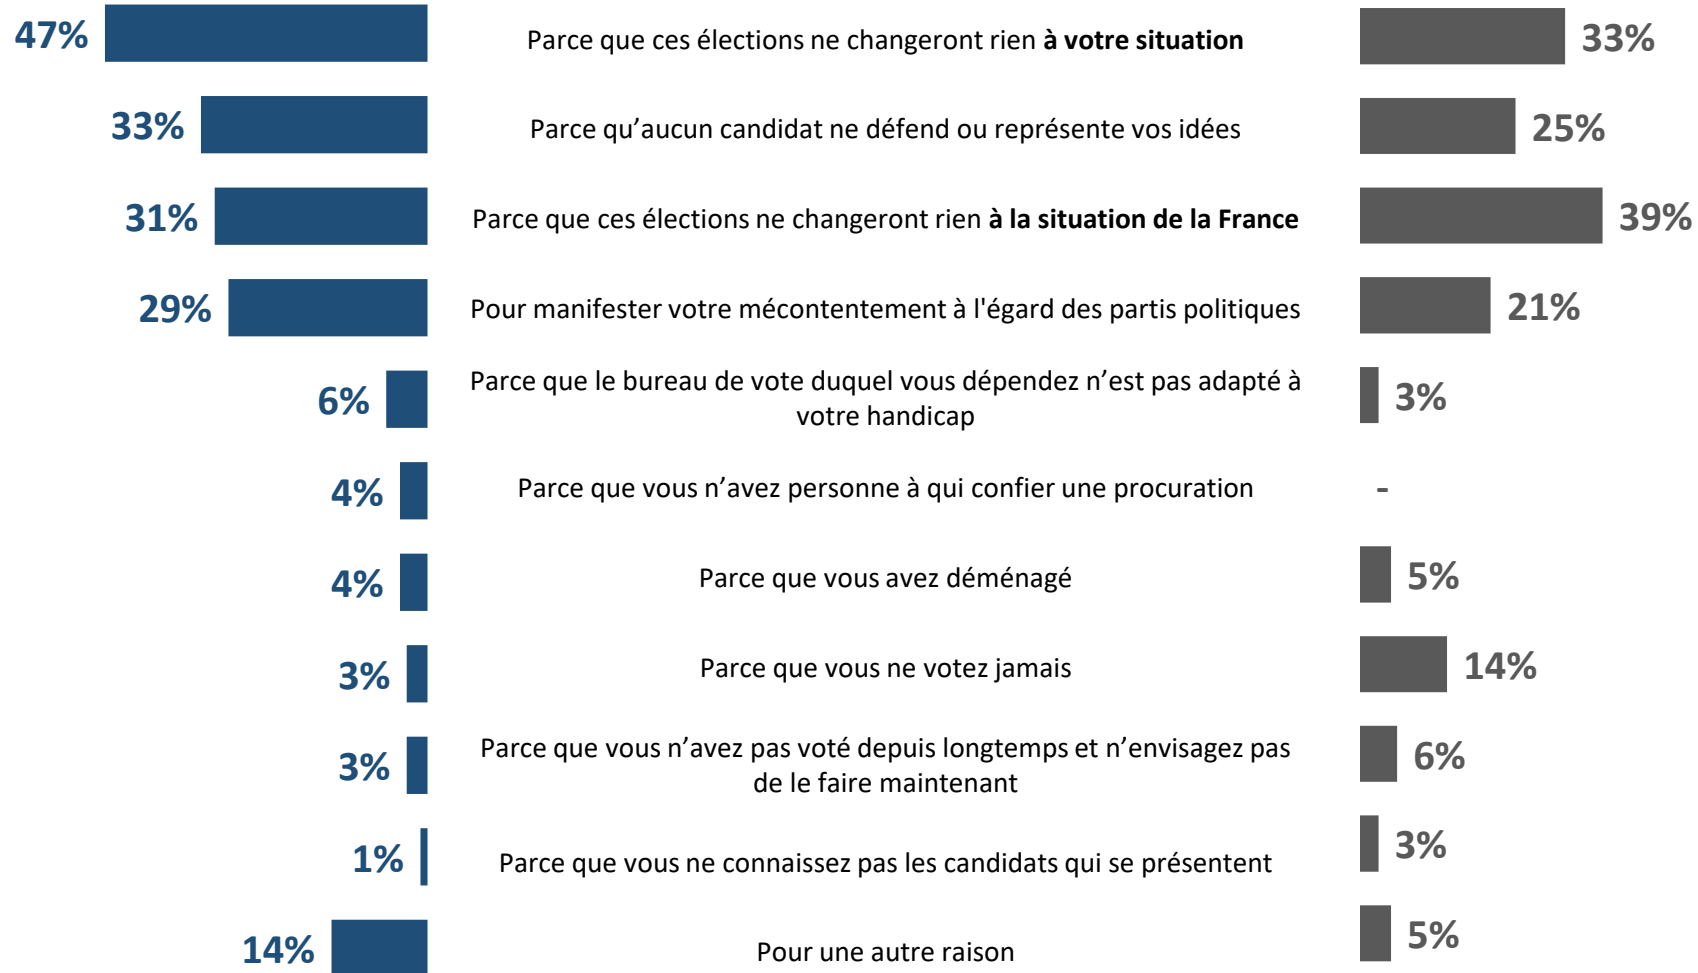 47% Parce que ces élections ne changeront rien à votre situation 33%
33% Parce qu’aucun candidat ne défend ou représente vos idées 25%
31% Parce que ces élections ne changeront rien à la situation de la France 39%
29% Pour manifester votre mécontentement à l'égard des partis politiques 21%
Parce que le bureau de vote duquel vous dépendez n’est pas adapté à
6% votre handicap 3%
4% Parce que vous n’avez personne à qui confier une procuration -
4% Parce que vous avez déménagé 5%
3% Parce que vous ne votez jamais 14%
Parce que vous n’avez pas voté depuis longtemps et n’envisagez pas
3% de le faire maintenant 6%
1% Parce que vous ne connaissez pas les candidats qui se présentent 3%
14% Pour une autre raison 5%